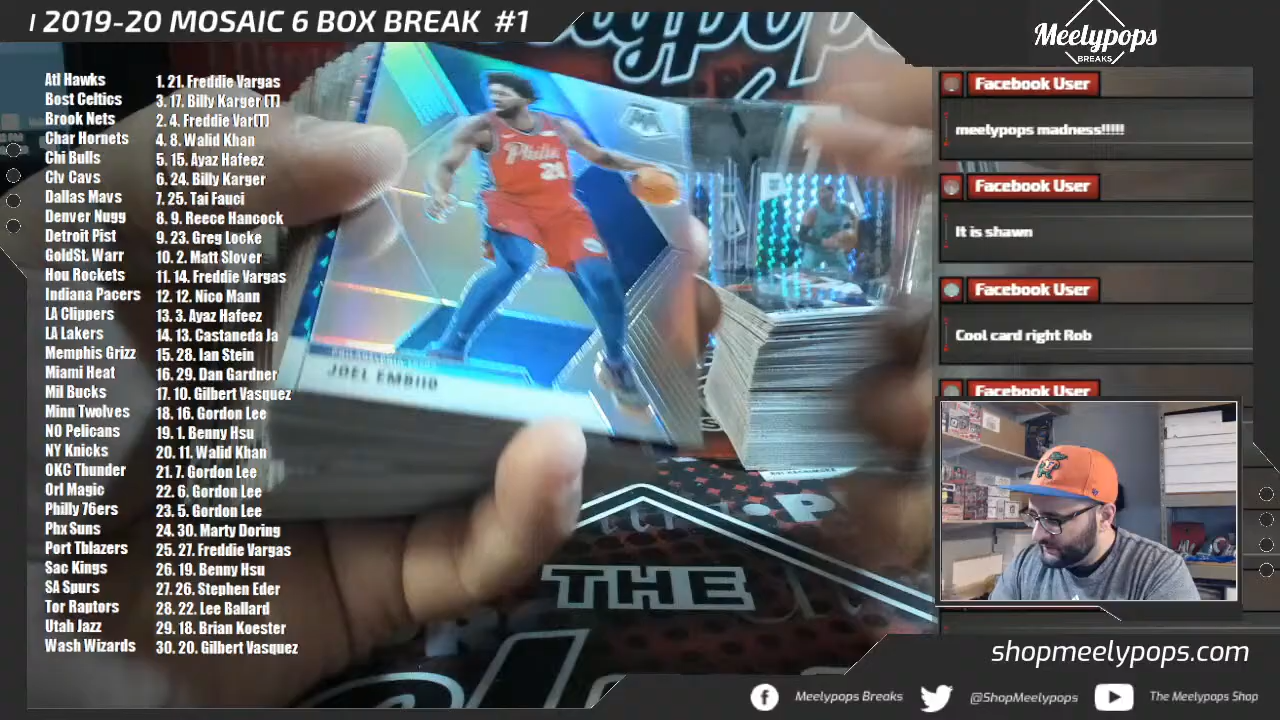 2019-20 MOSAIC 6 BOX BREAK #1
Meelypops
BREAKS
Atl Hawks 1. 21. Freddie Vargas
Bost Celtics 3. 17. Billy Karger (T)
Brook Nets 2. 4. Freddie Var(T)
Char Hornets 4. 8. Walid Khan
Chi Bulls 5. 15. Ayaz Hafeez
Clv Cavs 6. 24. Billy Karger
Dallas Mavs 7. 25. Tai Fauci
Denver Nugg 8. 9. Reece Hancock
Detroit Pist 9. 23. Greg Locke
GoldSt. Warr 10. 2. Matt Slover
Hou Rockets 11. 14. Freddie Vargas
Indiana Pacers 12. 12. Nico Mann
LA Clippers 13. 3. Ayaz Hafeez
LA Lakers 14. 13. Castaneda Ja
Memphis Grizz 15. 28. Ian Stein
Miami Heat 16. 29. Dan Gardner
Mil Bucks 17. 10. Gilbert Vasquez
Minn Twolves 18. 16. Gordon Lee
NO Pelicans 19. 1. Benny Hsu
NY Knicks 20. 11. Walid Khan
OKC Thunder 21. 7. Gordon Lee
Orl Magic 22. 6. Gordon Lee
Philly 76ers 23. 5. Gordon Lee
Phx Suns 24. 30. Marty Doring
Port Tblazers 25. 27. Freddie Vargas
Sac Kings 26. 19. Benny Hsu
SA Spurs 27. 26. Stephen Eder
Tor Raptors 28. 22. Lee Ballard
Utah Jazz 29. 18. Brian Koester
Wash Wizards 30. 20. Gilbert Vasquez
Phila
21
JOEL EMBIID
THE
Facebook User
meelypops madness!!!!!
Facebook User
It is shawn
Facebook User
Cool card right Rob
Facebook User
shopmeelypops.com
Meelypops Breaks
@ShopMeelypops
The Meelypops Shop